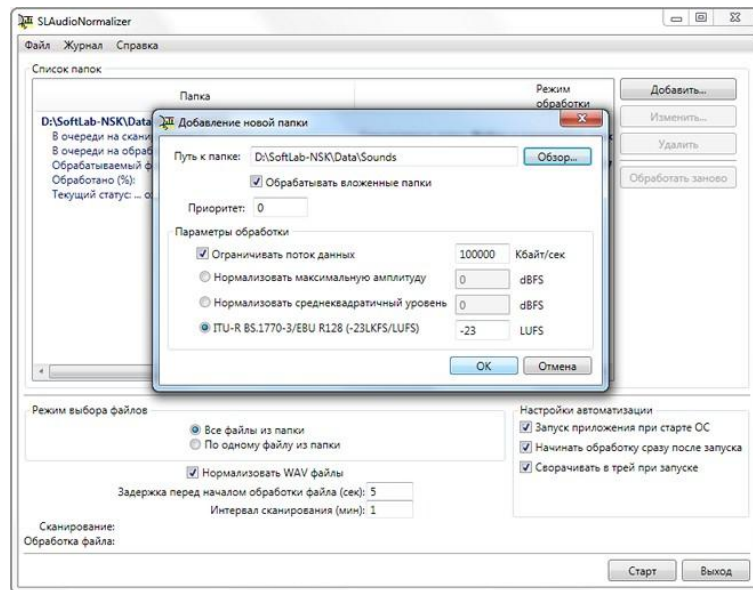 SLAudioNormalizer
Файл Журнал Справка
Список папок
Папка
Режим обработки
D:\SoftLab-NSK\Data
В очереди на скани
В очереди на обраб
Обрабатываемый ф
Обработано (%):
Текущий статус: ... о
Добавить...
Изменить...
Удалить
Обработать заново
Добавление новой папки
Путь к папке: D:\SoftLab-NSK\Data\Sounds Обзор...
Обрабатывать вложенные папки
Приоритет: 0
Параметры обработки
Ограничивать поток данных 100000 Кбайт/сек
Нормализовать максимальную амплитуду 0 dBFS
Нормализовать среднеквадратичный уровень 0 dBFS
ITU-R BS.1770-3/EBU R128 (-23LKFS/LUFS) -23 LUFS
OK Отмена
Режим выбора файлов
Все файлы из папки
По одному файлу из папки
Нормализовать WAV файлы
Задержка перед началом обработки файла (сек): 5
Интервал сканирования (мин): 1
Сканирование:
Обработка файла:
Настройки автоматизации
Запуск приложения при старте ОС
Начинать обработку сразу после запуска
Сворачивать в трей при запуске
Старт Выход